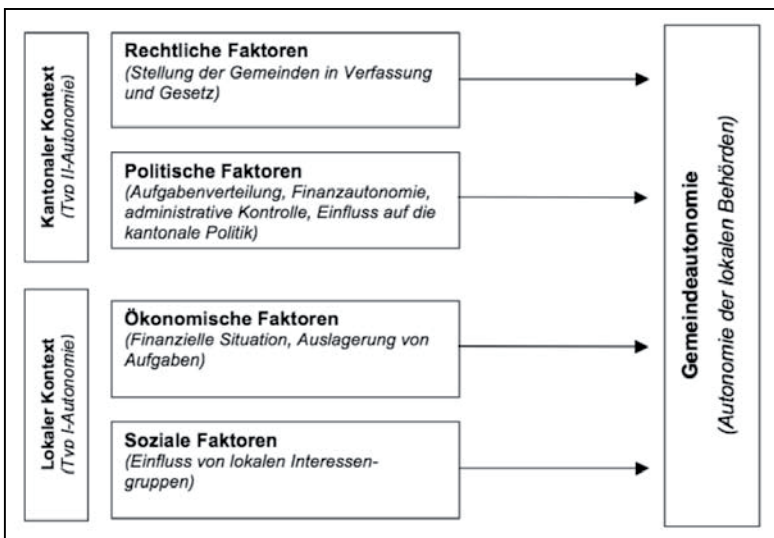 Kantonaler Kontext
(Typ II-Autonomie)
Rechtliche Faktoren
(Stellung der Gemeinden in Verfassung
und Gesetz)
Politische Faktoren
(Aufgabenverteilung, Finanzautonomie,
administrative Kontrolle, Einfluss auf die
kantonale Politik)
Lokaler Kontext
(Typ I-Autonomie)
Ökonomische Faktoren
(Finanzielle Situation, Auslagerung von
Aufgaben)
Soziale Faktoren
(Einfluss von lokalen Interessen-
gruppen)
Gemeindeautonomie
(Autonomie der lokalen Behörden)